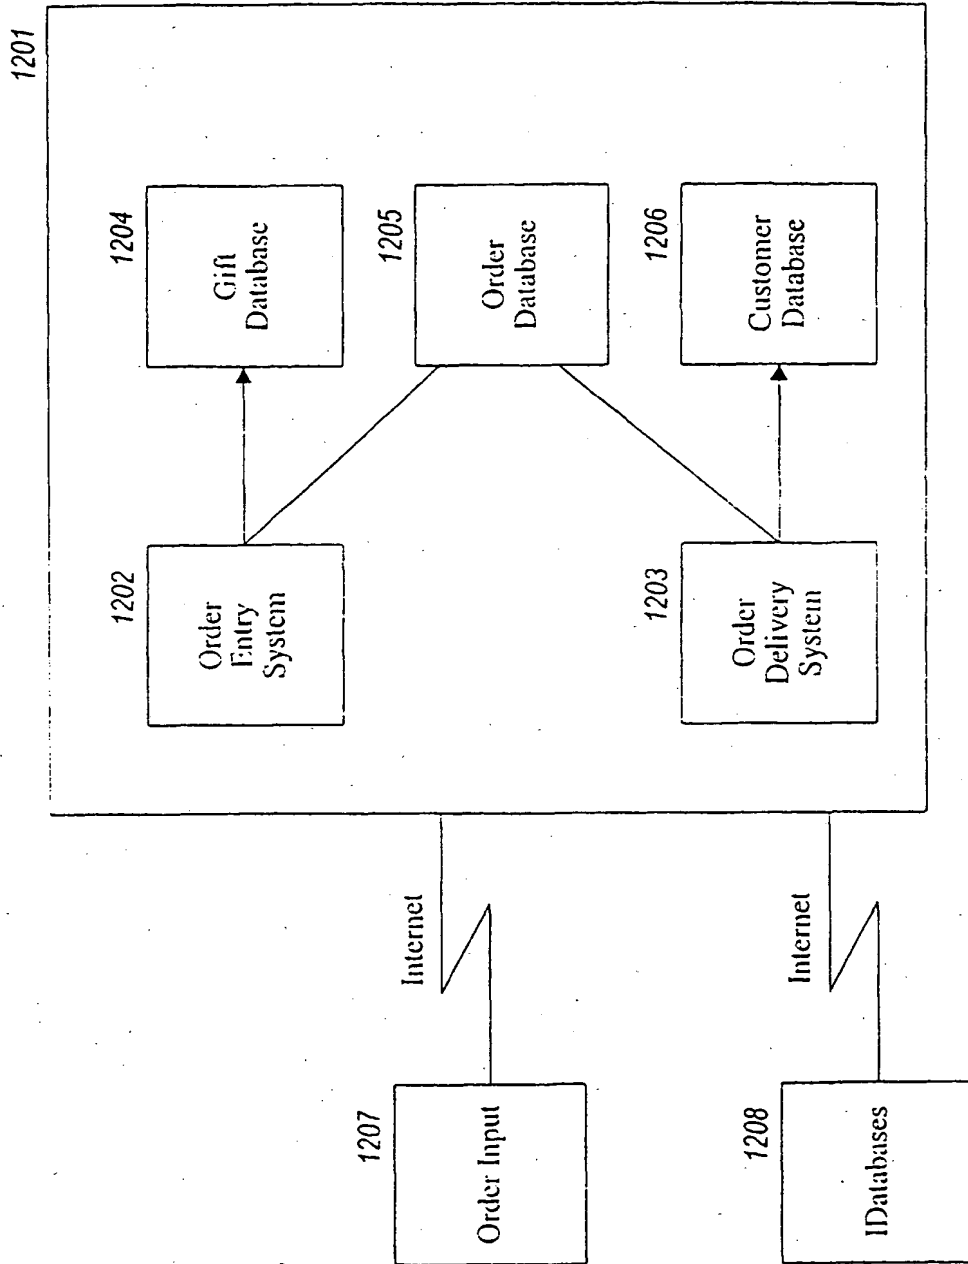 1201
1204
Gift
Database
1205
Order
Database
1206
Customer
Database
1202
Order
Entry
System
1203
Order
Delivery
System
Internet
Internet
1207
Order Input
1208
IDatabases